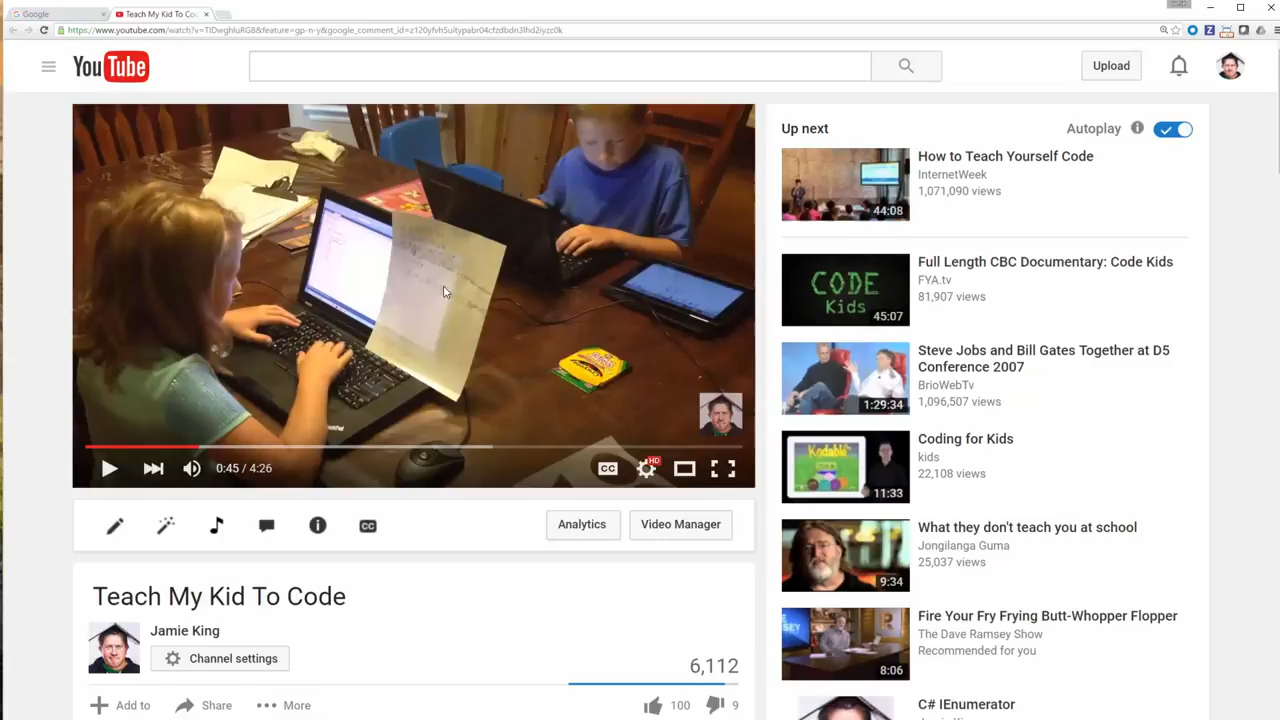 Google
Teach My Kid To Co
https://www.youtube.com/watch?v=TIDwghIuRG8&feature=gp-n-y&google_comment_id=z120yfvh5uitypabr04cfzdbdn3lhd2iyzc0k
YouTube
Upload
Up next
Autoplay
How to Teach Yourself Code
InternetWeek
1,071,090 views
44:08
Full Length CBC Documentary: Code Kids
FYA.tv
81,907 views
CODE
Kids
45:07
Steve Jobs and Bill Gates Together at D5
Conference 2007
BrioWebTv
1,096,507 views
1:29:34
Coding for Kids
kids
22,108 views
11:33
What they don't teach you at school
Jongilanga Guma
25,037 views
9:34
Fire Your Fry Frying Butt-Whopper Flopper
The Dave Ramsey Show
Recommended for you
8:06
C# IEnumerator
0:45 / 4:26
CC
HD
CC
Analytics
Video Manager
Teach My Kid To Code
Jamie King
Channel settings
6,112
Add to
Share
More
100
9